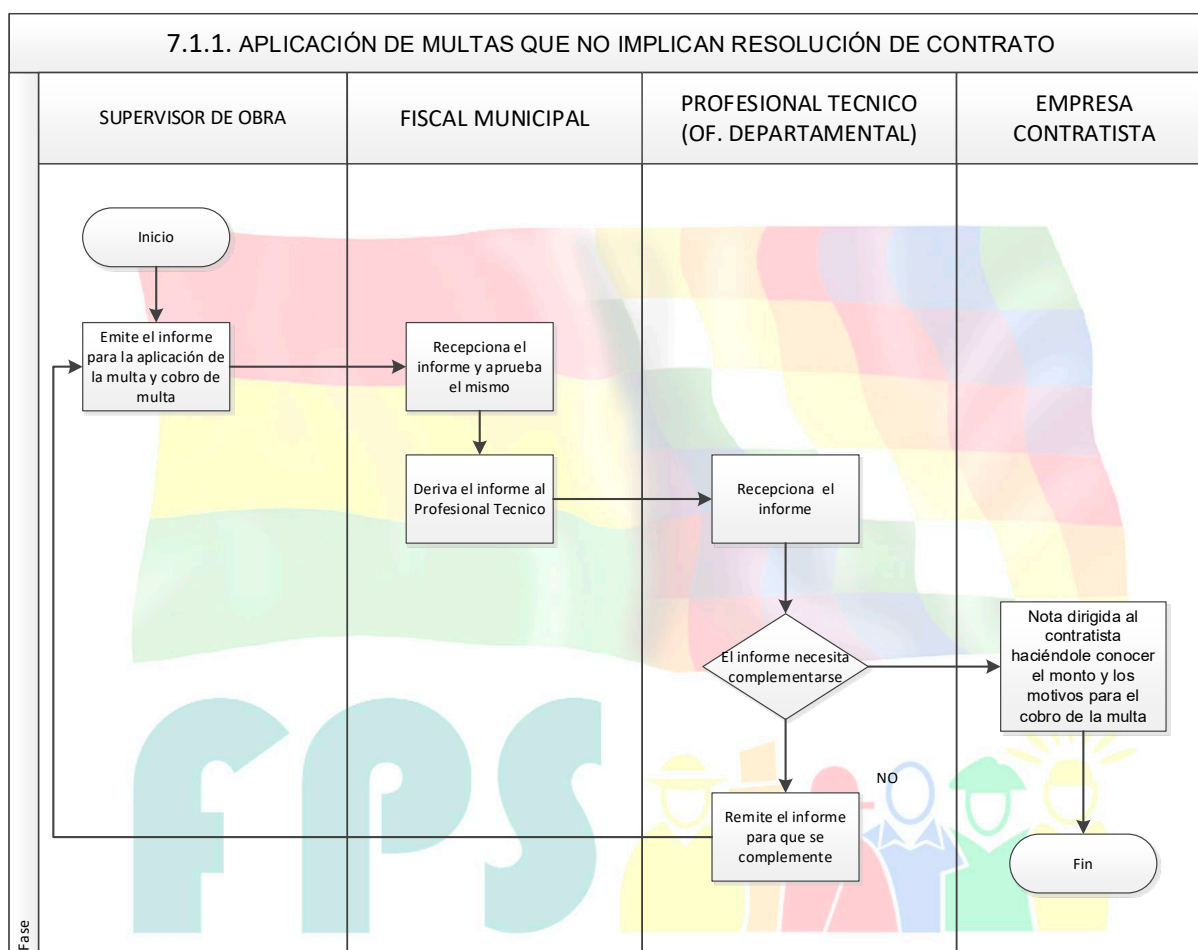 7.1.1. APLICACIÓN DE MULTAS QUE NO IMPLICAN RESOLUCIÓN DE CONTRATO
SUPERVISOR DE OBRA
FISCAL MUNICIPAL
PROFESIONAL TECNICO
(OF. DEPARTAMENTAL)
EMPRESA
CONTRATISTA
Inicio
Emite el informe
para la aplicación de
la multa y cobro de
multa
Recepciona el
informe y aprueba
el mismo
Deriva el informe al
Profesional Tecnico
Recepciona el
informe
El informe necesita
complementarse
Nota dirigida al
contratista
haciéndole conocer
el monto y los
motivos para el
cobro de la multa
NO
Remite el informe
para que se
complemente
Fin
Fase
FPS